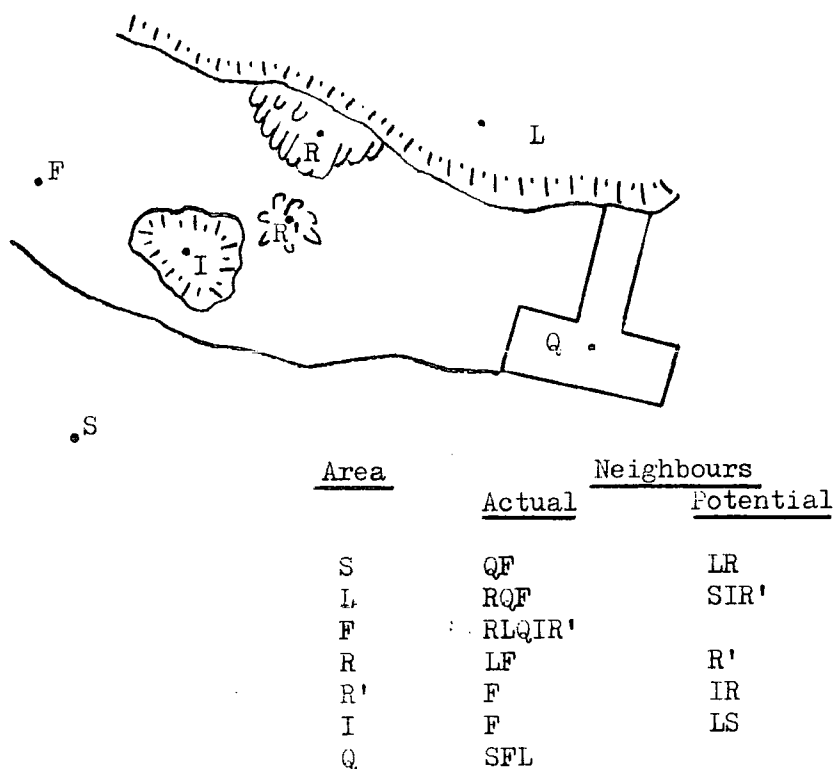 L
R
F
R'
I
Q
S
Area Neighbours
Actual Potential
S QF LR
L RQF SIR'
F RLQIR'
R LF R'
R' F IR
I F LS
Q SFL